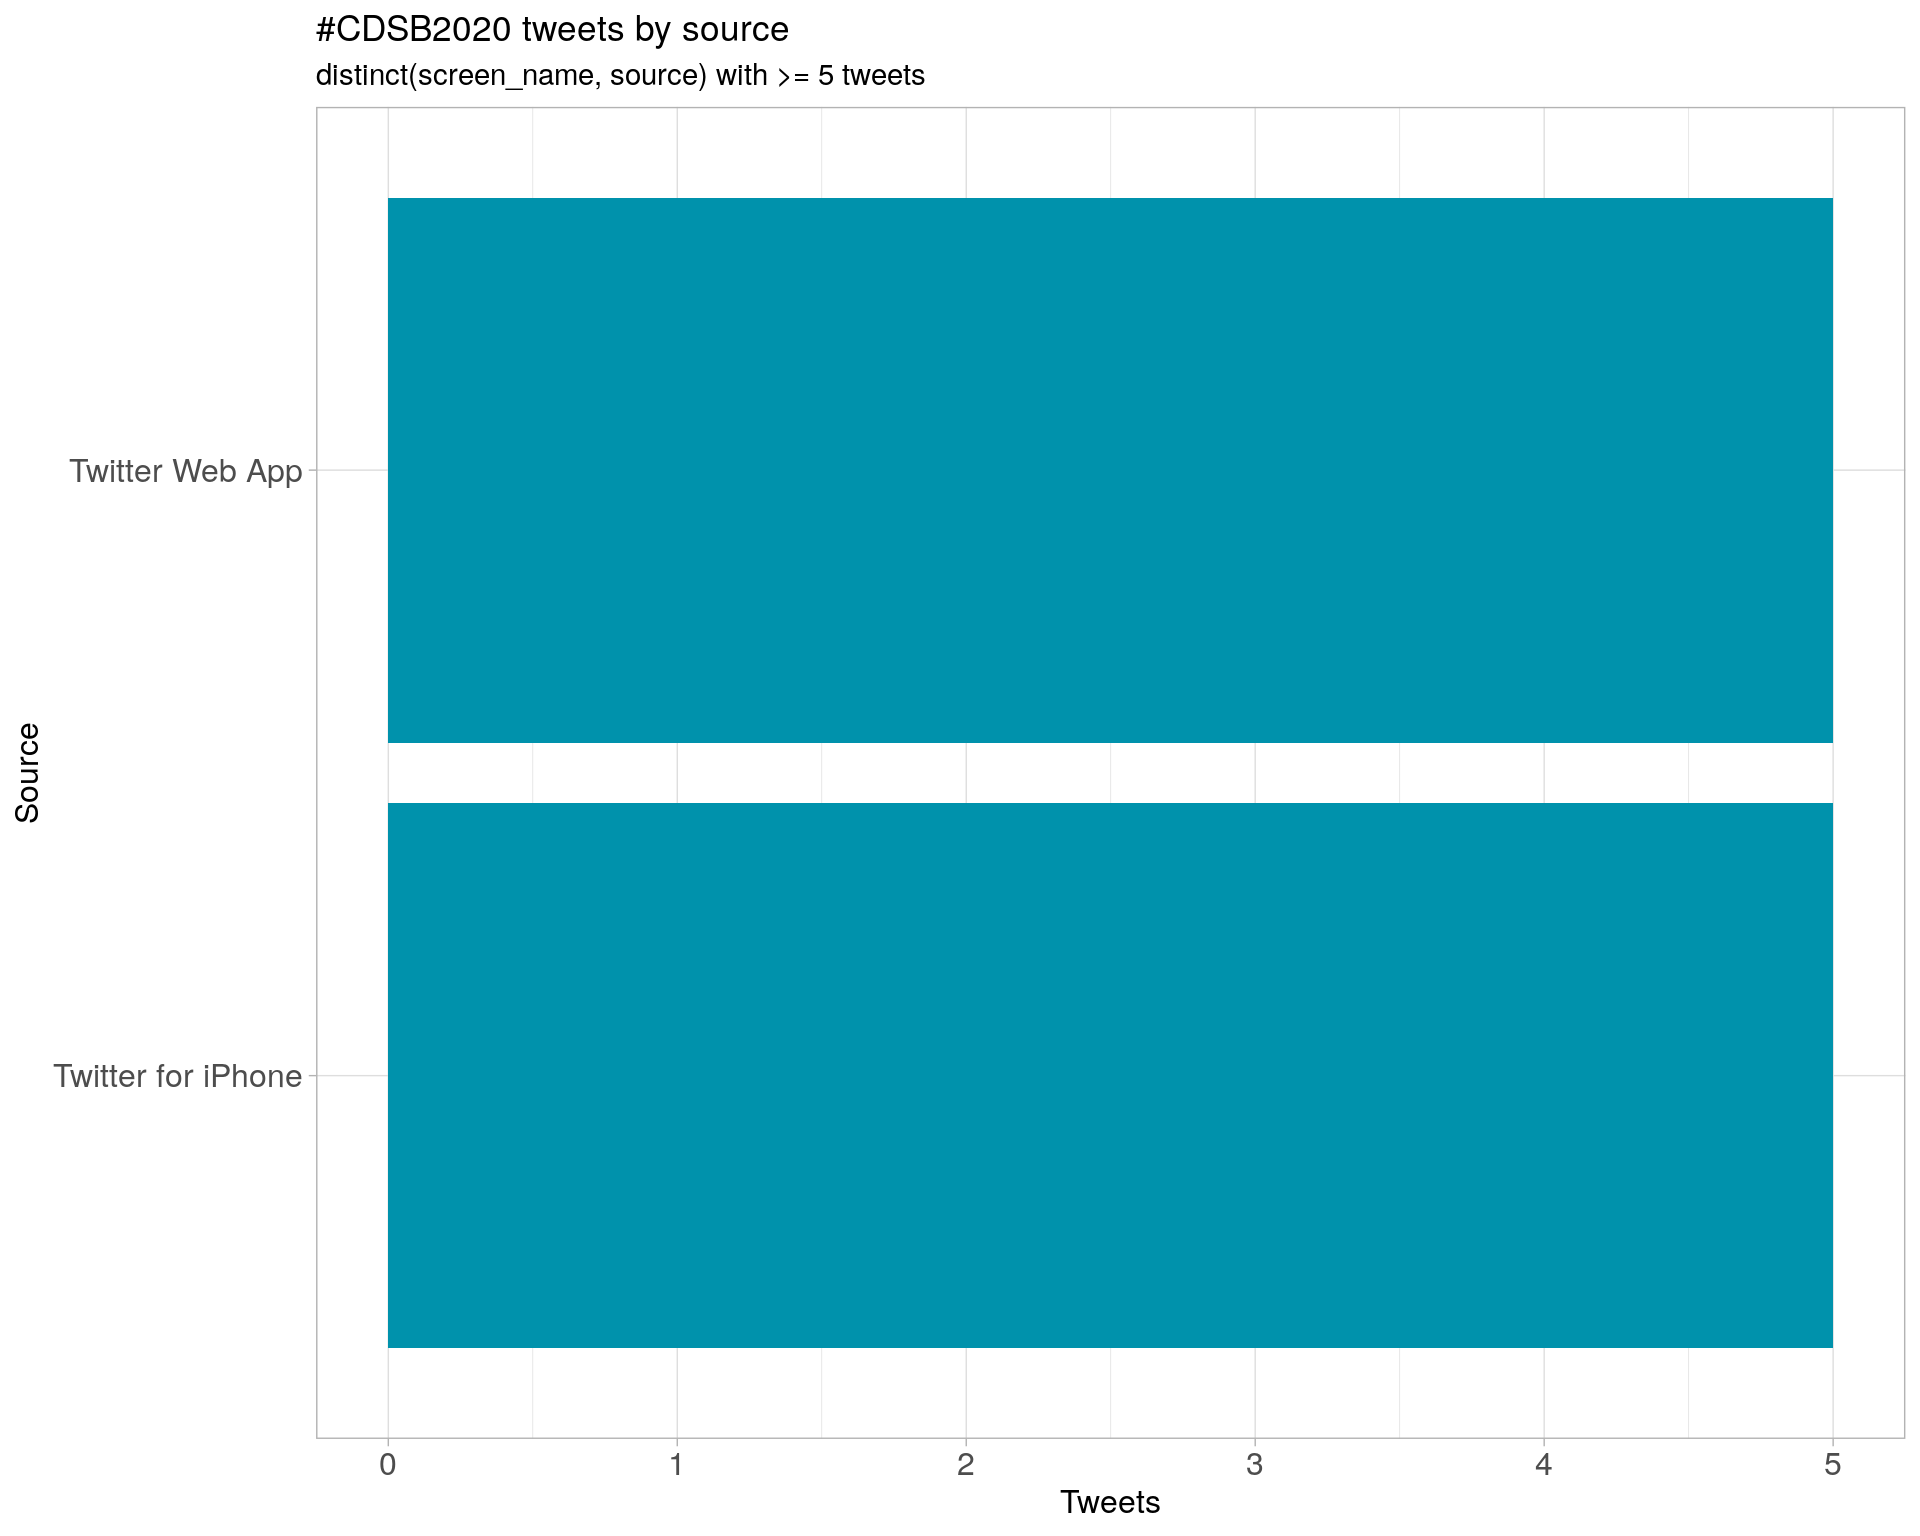 #CDSB2020 tweets by source
distinct(screen_name, source) with >= 5 tweets
Twitter Web App
Source
Twitter for iPhone
0 1 2 3 4 5
Tweets